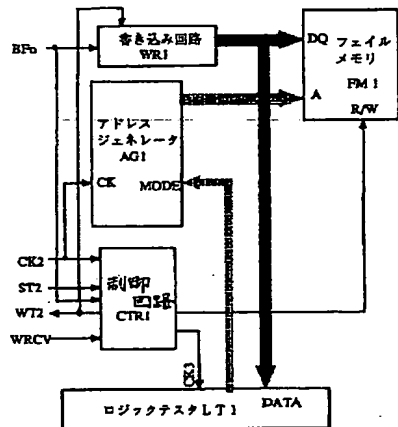 BFo
書き込み回路
WR1
DQ
フェイル
メモリ
FM1
A
R/W
アドレス
ジェネレータ
AG1
CK
MODE
CK2
ST2
WT2
WRCV
制御
回路
CTR1
CK3
ロジックテスタLT1
DATA